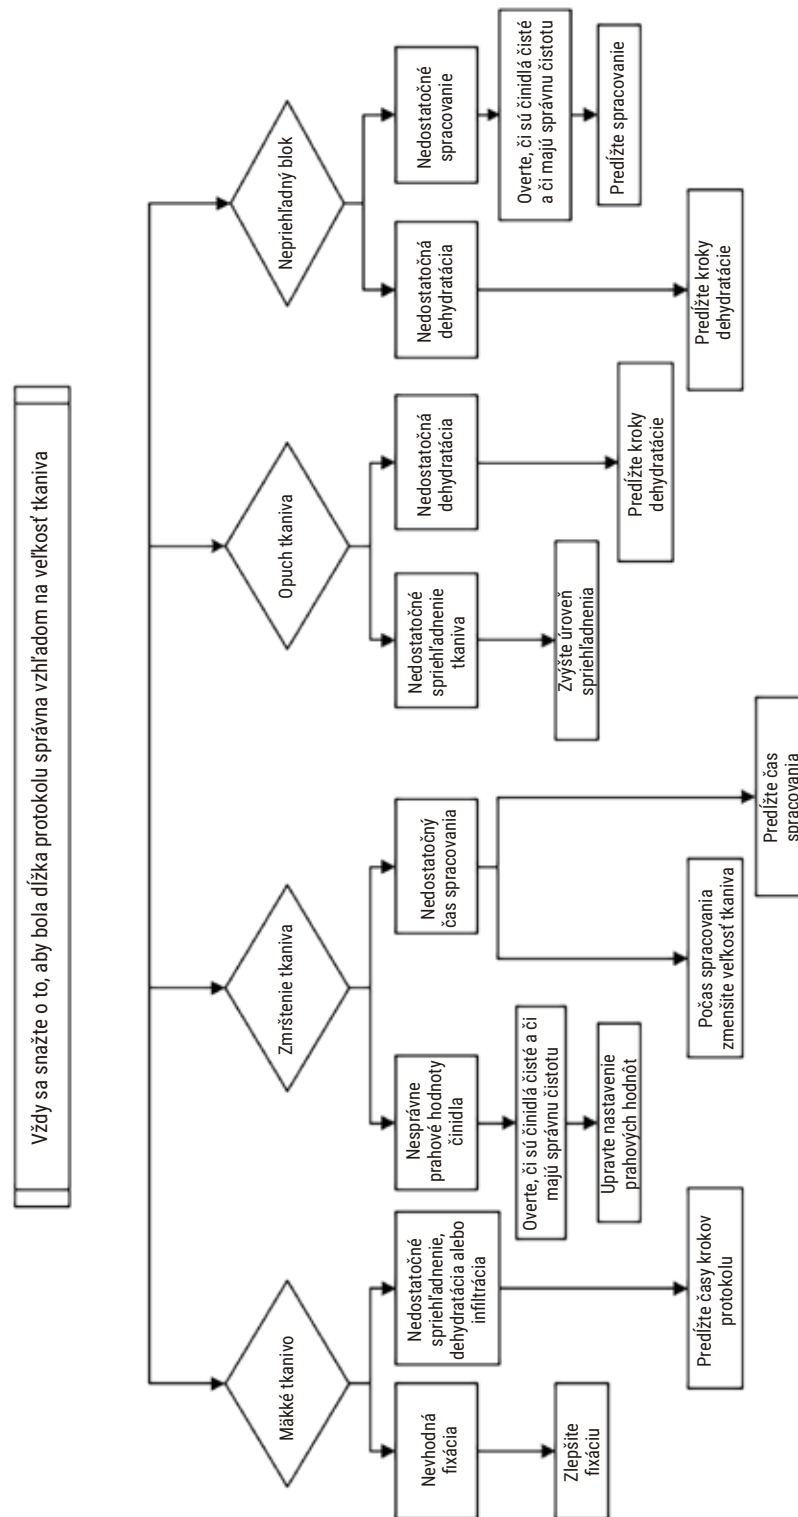 Vždy sa snažte o to, aby bola dĺžka protokolu správna vzhľadom na veľkosť tkaniva
Mäkké tkanivo
Zmrštenie tkaniva
Opuch tkaniva
Nepriehľadný blok
Nevhodná
fixácia
Nedostatočné
spriehľadnenie,
dehydratácia alebo
infiltrácia
Nesprávne
prahové hodnoty
činidla
Nedostatočný
čas spracovania
Nedostatočné
spriehľadnenie
tkaniva
Nedostatočná
dehydratácia
Nedostatočná
dehydratácia
Nedostatočné
spracovanie
Zlepšite
fixáciu
Overte, či sú činidlá čisté a či
majú správnu čistotu
Zvýšte úroveň
spriehľadnenia
Overte, či sú činidlá čisté
a či majú správnu čistotu
Upravte nastavenie
prahových hodnôt
Predĺžte kroky
dehydratácie
Predĺžte spracovanie
Predĺžte časy krokov
protokolu
Počas spracovania
zmenšite veľkosť tkaniva
Predĺžte kroky
dehydratácie
Predĺžte čas
spracovania